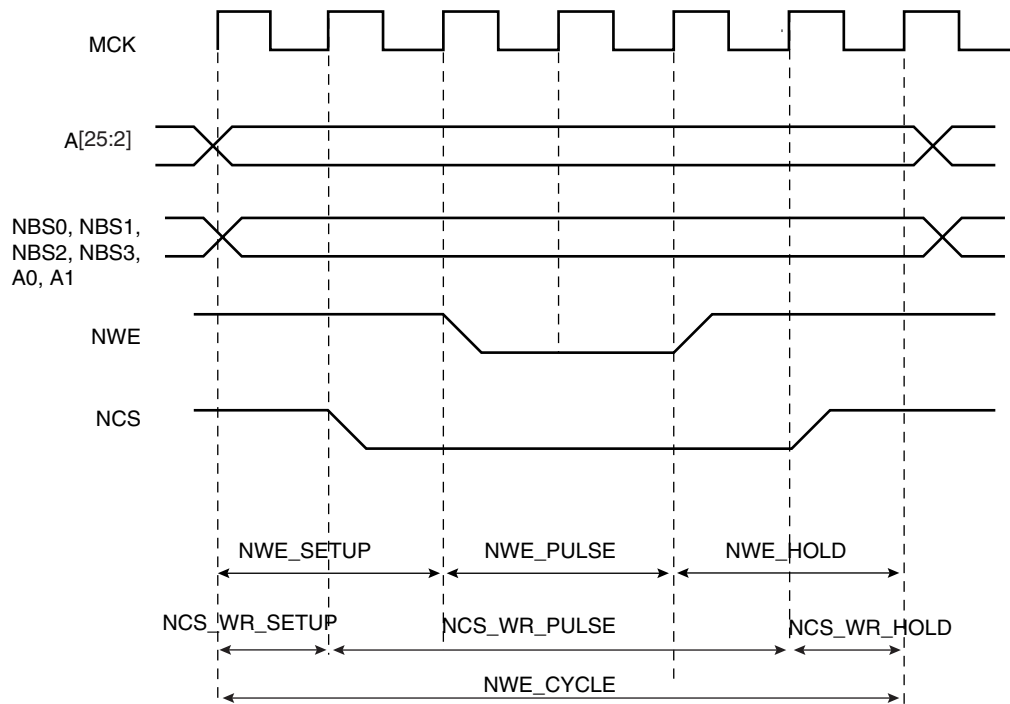 MCK
A[25:2]
NBS0, NBS1,
NBS2, NBS3,
A0, A1
NWE
NCS
NWE_SETUP
NWE_PULSE
NWE_HOLD
NCS_WR_SETUP
NCS_WR_PULSE
NCS_WR_HOLD
NWE_CYCLE